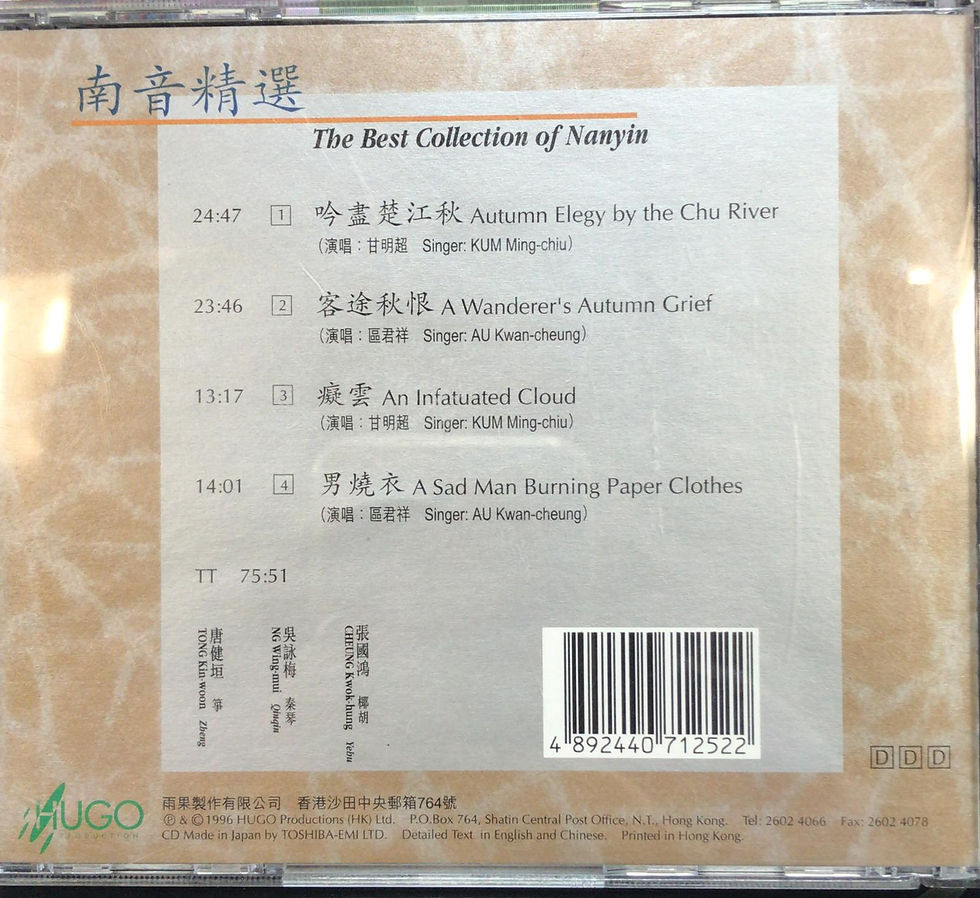 南音精選
The Best Collection of Nanyin
24:47 1 吟盡楚江秋 Autumn Elegy by the Chu River
(演唱：甘明超 Singer: KUM Ming-chiu)
23:46 2 客途秋恨 A Wanderer's Autumn Grief
(演唱：區君祥 Singer: AU Kwan-cheung)
13:17 3 癡雲 An Infatuated Cloud
(演唱：甘明超 Singer: KUM Ming-chiu)
14:01 4 男燒衣 A Sad Man Burning Paper Clothes
(演唱：區君祥 Singer: AU Kwan-cheung)
TT 75:51
張國鴻 椰胡
CHEUNG Kwok-hung Yehu
吳詠梅 秦琴
NG Wing-mui Qinqin
唐健垣 箏
TONG Kin-woon Zheng
4 892440 712522
DDD
HUGO
PRODUCTION
雨果製作有限公司 香港沙田中央郵箱764號
℗ & © 1996 HUGO Productions (HK) Ltd. P.O.Box 764, Shatin Central Post Office, N.T., Hong Kong. Tel: 2602 4066 Fax: 2602 4078
CD Made in Japan by TOSHIBA-EMI LTD. Detailed Text in English and Chinese. Printed in Hong Kong.